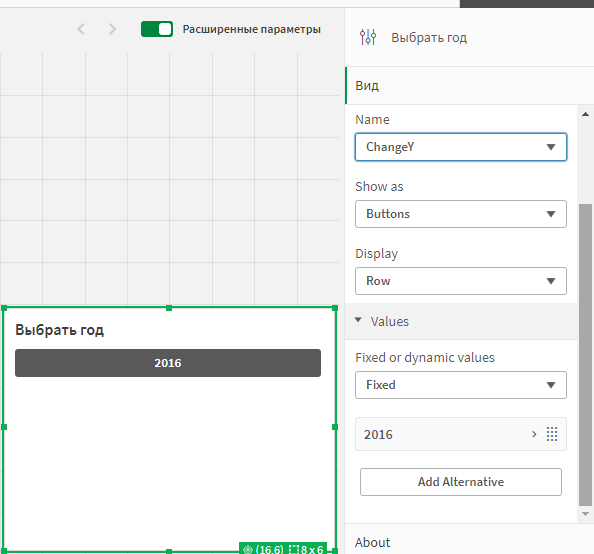 Расширенные параметры
Выбрать год
Вид
Name
ChangeY
Show as
Buttons
Display
Row
Values
Fixed or dynamic values
Fixed
2016
Add Alternative
About
Выбрать год
2016
(16,6) 8 x 6